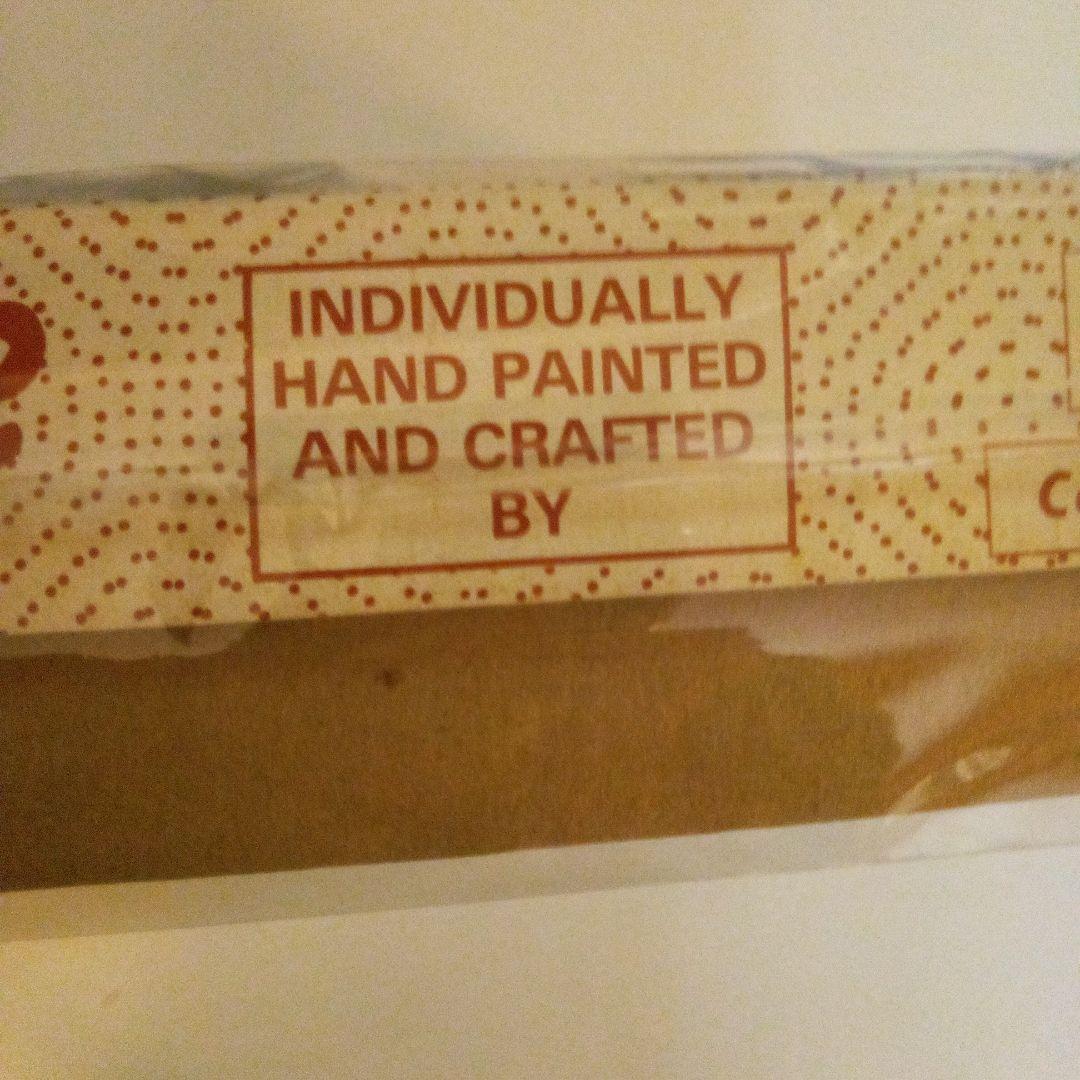 INDIVIDUALLY
HAND PAINTED
AND CRAFTED
BY